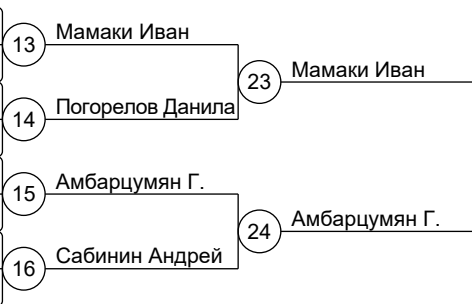 13 Мамаки Иван
23 Мамаки Иван
14 Погорелов Данила
15 Амбарцумян Г.
24 Амбарцумян Г.
16 Сабинин Андрей